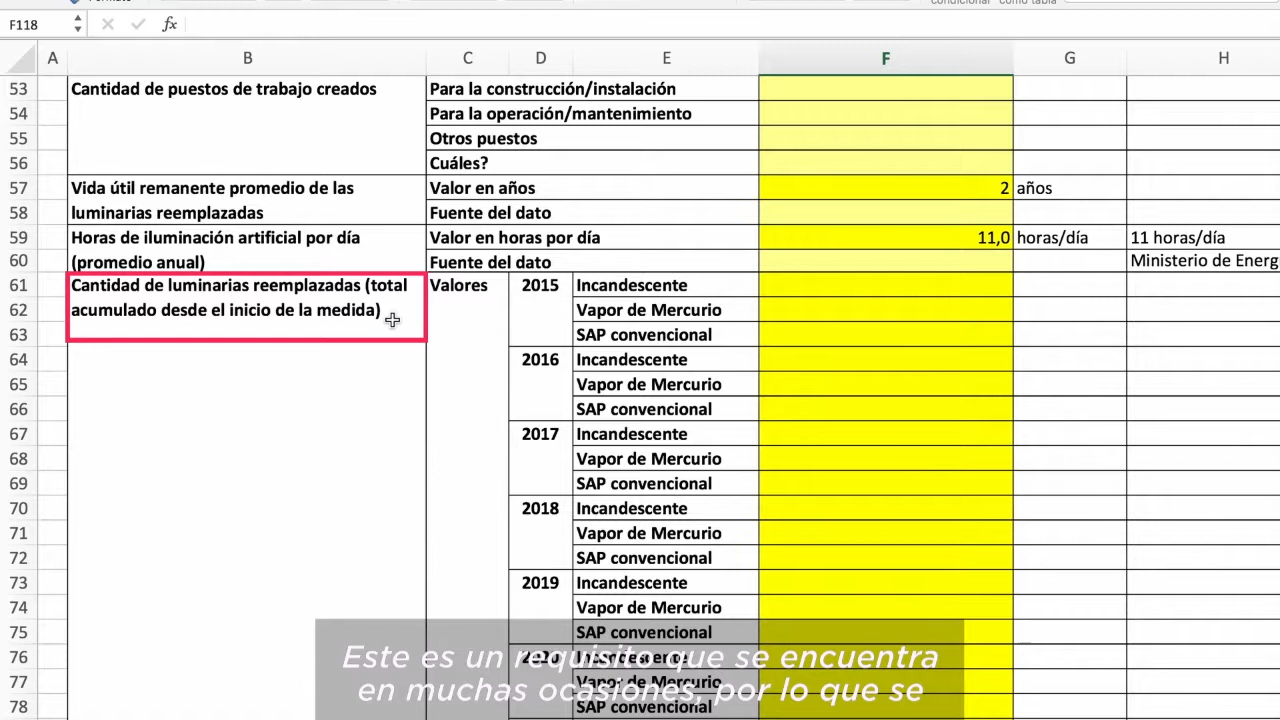 F118
fx
A B C D E F G H
53 Cantidad de puestos de trabajo creados Para la construcción/instalación
54 Para la operación/mantenimiento
55 Otros puestos
56 Cuáles?
57 Vida útil remanente promedio de las Valor en años 2 años
58 luminarias reemplazadas Fuente del dato
59 Horas de iluminación artificial por día Valor en horas por día 11,0 horas/día 11 horas/día
60 (promedio anual) Fuente del dato Ministerio de Energ
61 Cantidad de luminarias reemplazadas (total Valores 2015 Incandescente
62 acumulado desde el inicio de la medida) Vapor de Mercurio
63 SAP convencional
64 2016 Incandescente
65 Vapor de Mercurio
66 SAP convencional
67 2017 Incandescente
68 Vapor de Mercurio
69 SAP convencional
70 2018 Incandescente
71 Vapor de Mercurio
72 SAP convencional
73 2019 Incandescente
74 Vapor de Mercurio
75 SAP convencional
76 2020 Incandescente
77 Vapor de Mercurio
78 SAP convencional
Este es un requisito que se encuentra
en muchas ocasiones, por lo que se